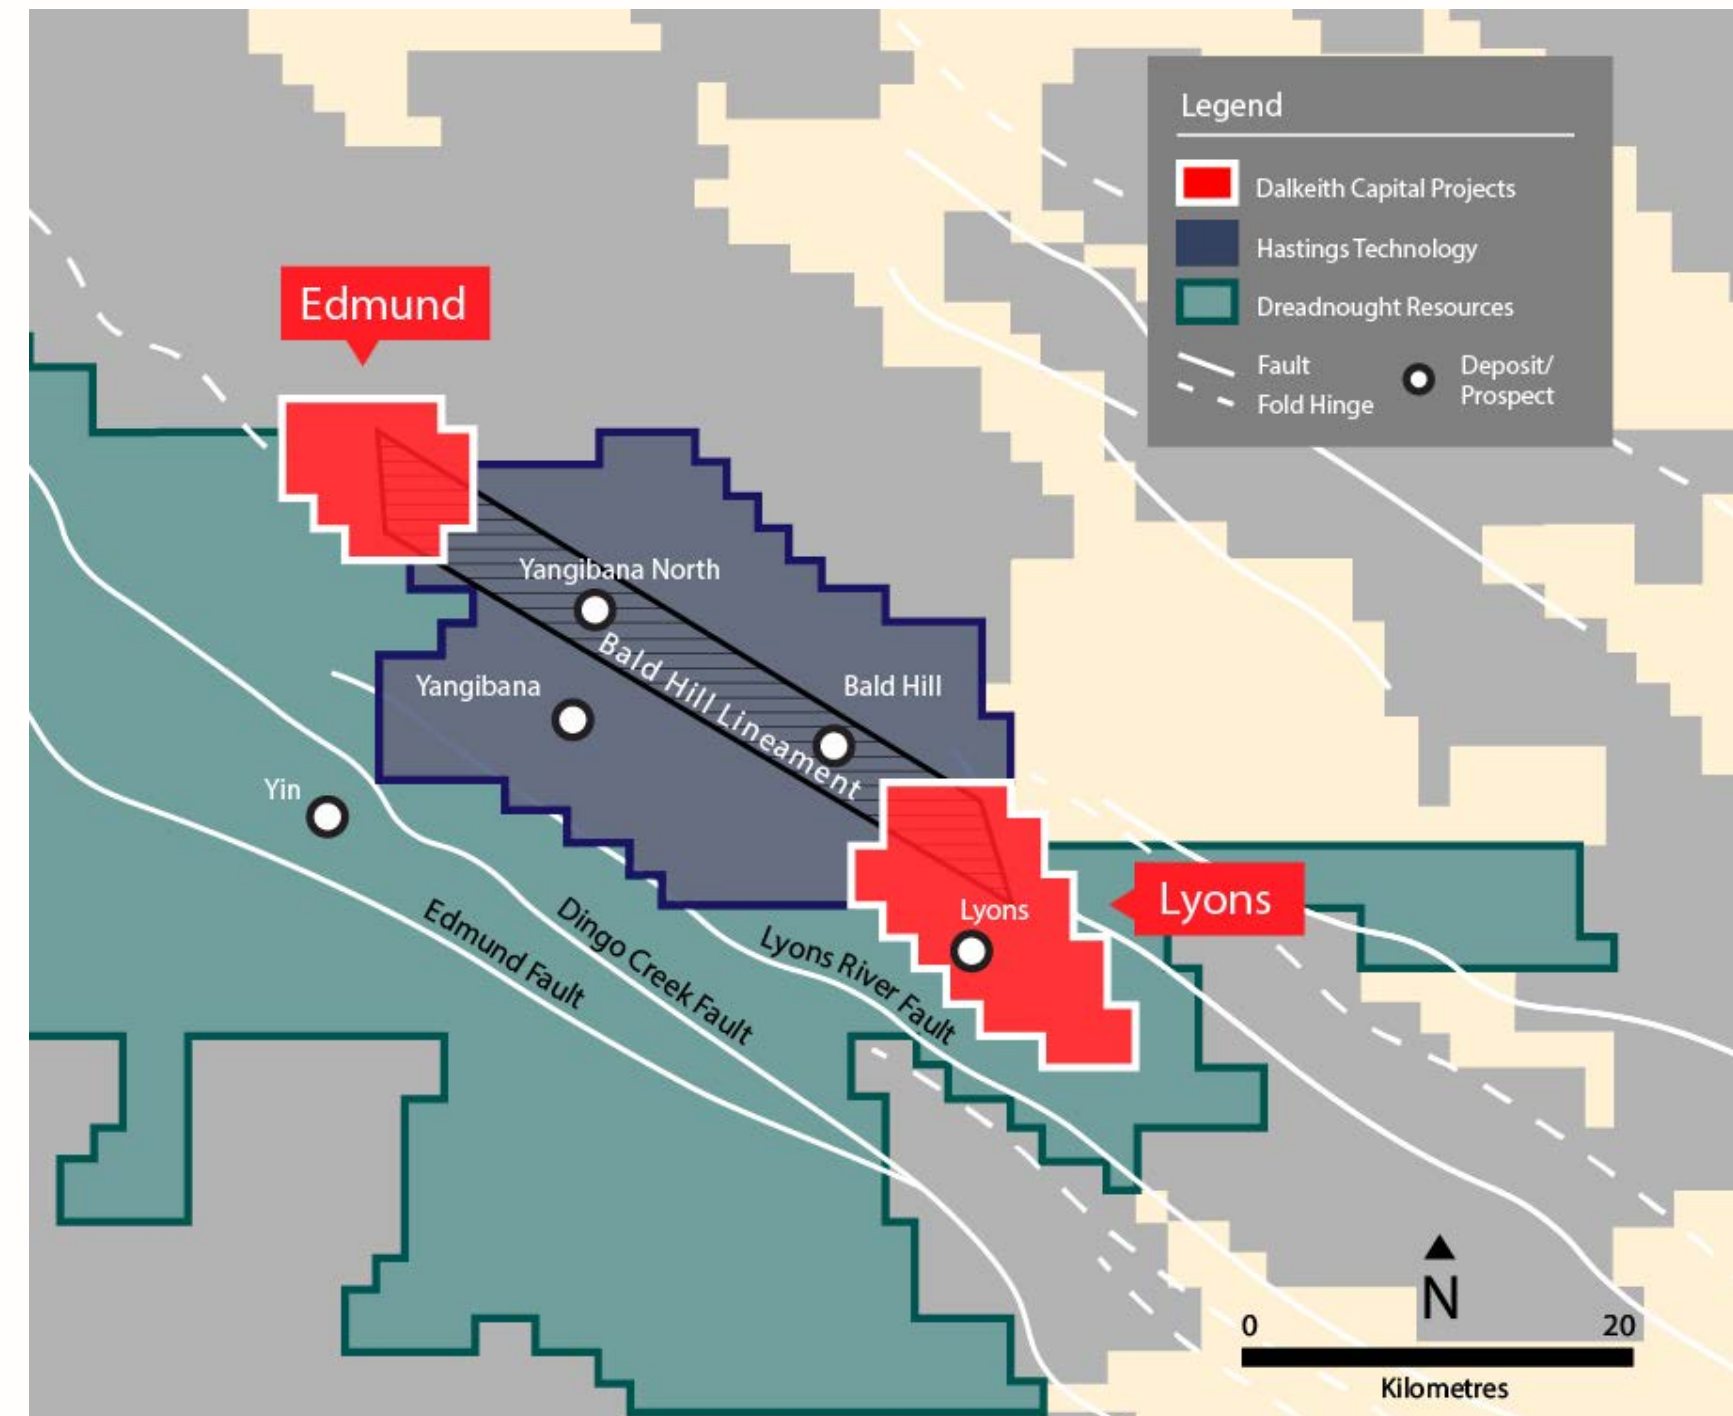 Legend
Dalkeith Capital Projects
Hastings Technology
Dreadnought Resources
Fault
Fold Hinge
Deposit/
Prospect
Edmund
Yangibana North
Bald Hill Lineament
Yangibana
Bald Hill
Yin
Lyons
Lyons
Edmund Fault
Dingo Creek Fault
Lyons River Fault
N
0 20
Kilometres